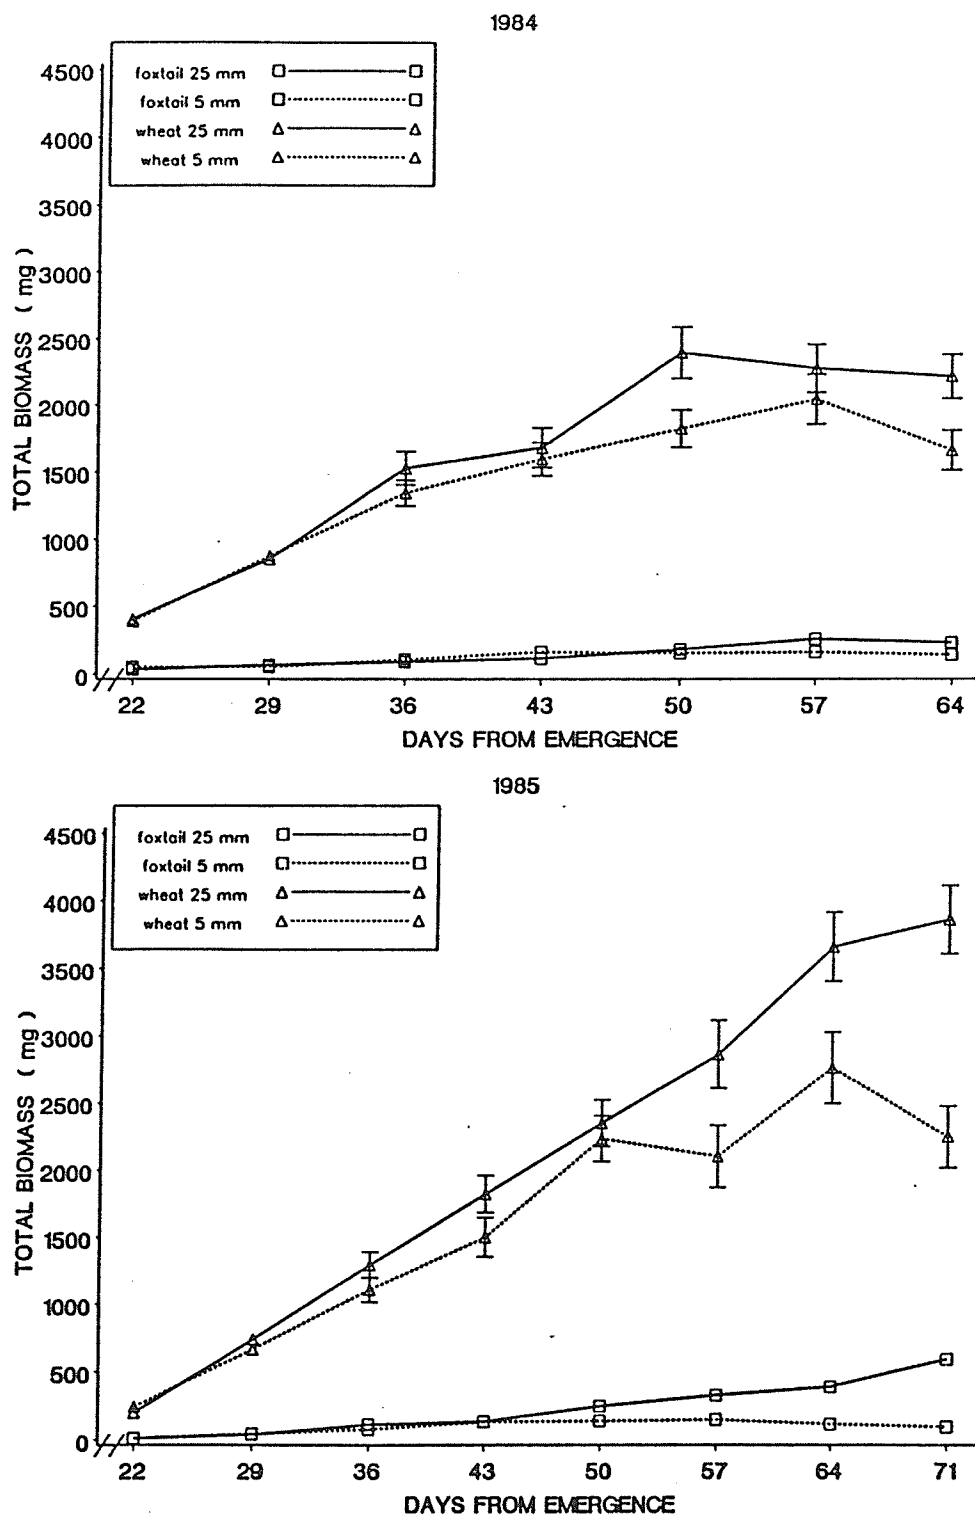 1984
foxtail 25 mm
foxtail 5 mm
wheat 25 mm
wheat 5 mm
4500
4000
3500
3000
2500
2000
1500
1000
500
0
TOTAL BIOMASS ( mg )
22 29 36 43 50 57 64
DAYS FROM EMERGENCE
1985
foxtail 25 mm
foxtail 5 mm
wheat 25 mm
wheat 5 mm
4500
4000
3500
3000
2500
2000
1500
1000
500
0
TOTAL BIOMASS ( mg )
22 29 36 43 50 57 64 71
DAYS FROM EMERGENCE